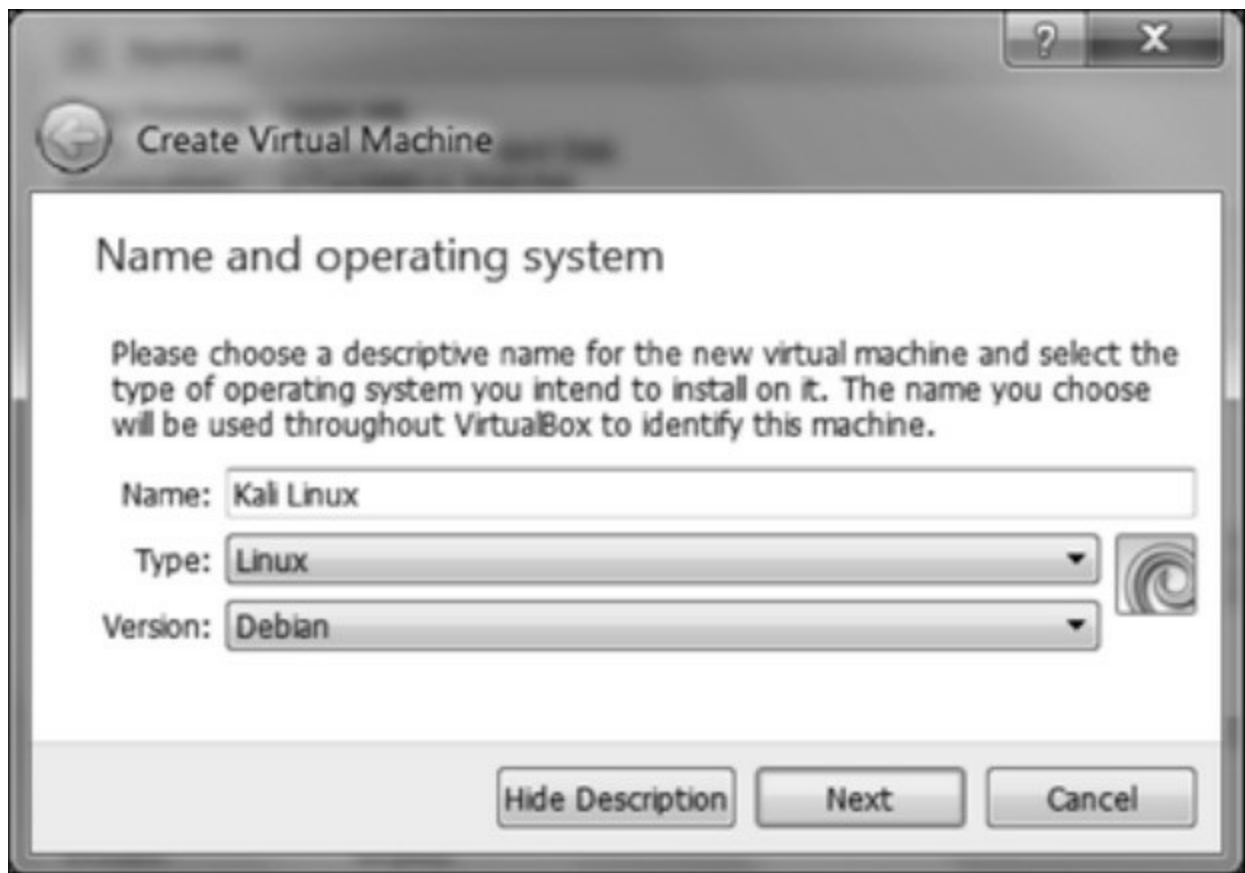 ?
X
Create Virtual Machine
Name and operating system
Please choose a descriptive name for the new virtual machine and select the
type of operating system you intend to install on it. The name you choose
will be used throughout VirtualBox to identify this machine.
Name: Kali Linux
Type: Linux
Version: Debian
Hide Description Next Cancel